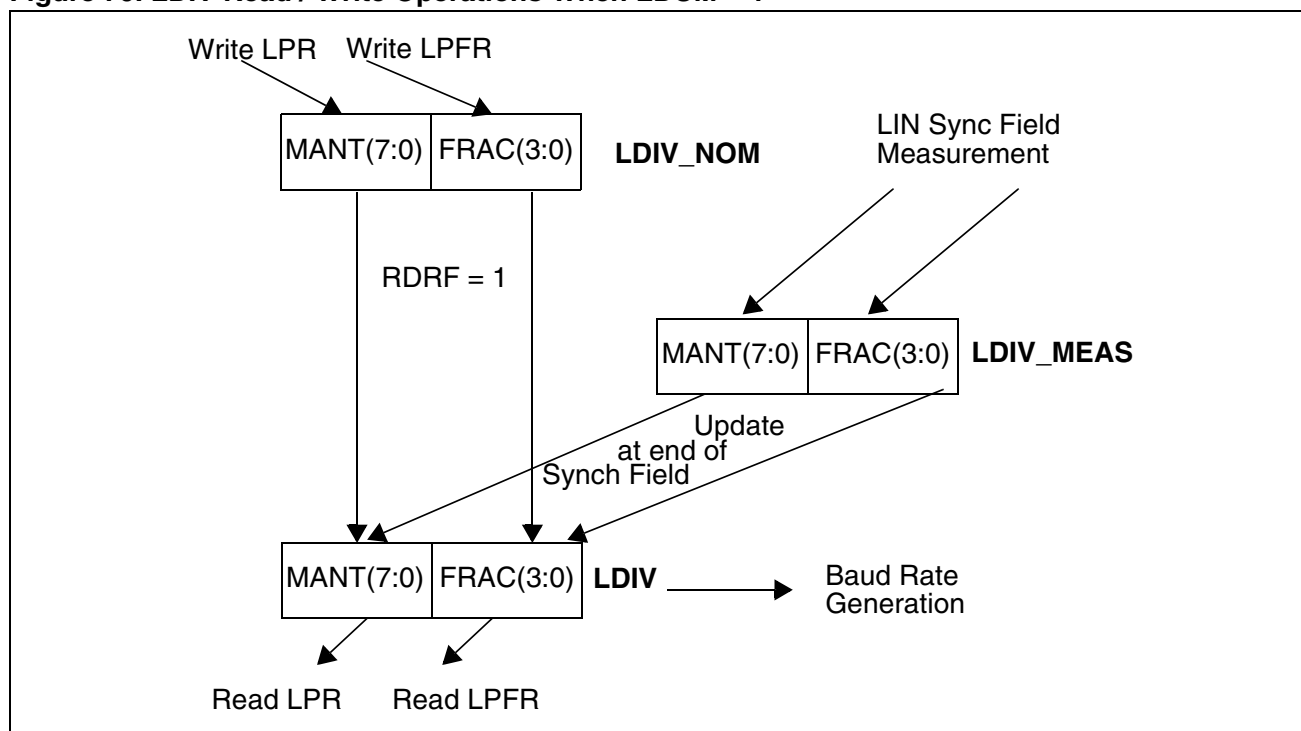 Write LPR Write LPFR
MANT(7:0) FRAC(3:0) LDIV_NOM
LIN Sync Field
Measurement
RDRF = 1
MANT(7:0) FRAC(3:0) LDIV_MEAS
Update
at end of
Synch Field
MANT(7:0) FRAC(3:0) LDIV
Baud Rate
Generation
Read LPR Read LPFR